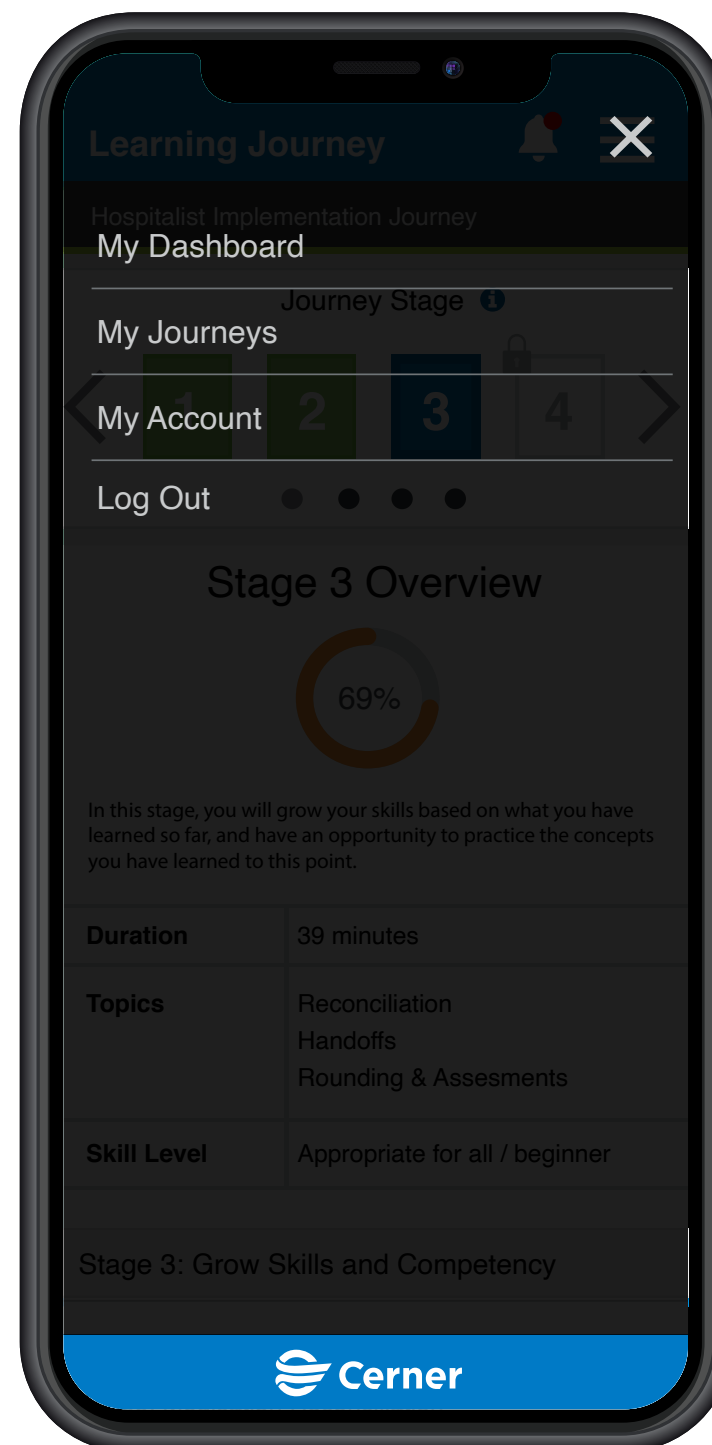 Learning Journey
Hospitalist Implementation Journey
My Dashboard
Journey Stage i
My Journeys
1 2 3 4
My Account
Log Out
Stage 3 Overview
69%
In this stage, you will grow your skills based on what you have
learned so far, and have an opportunity to practice the concepts
you have learned to this point.
Duration 39 minutes
Topics Reconciliation
Handoffs
Rounding & Assesments
Skill Level Appropriate for all / beginner
Stage 3: Grow Skills and Competency
Cerner